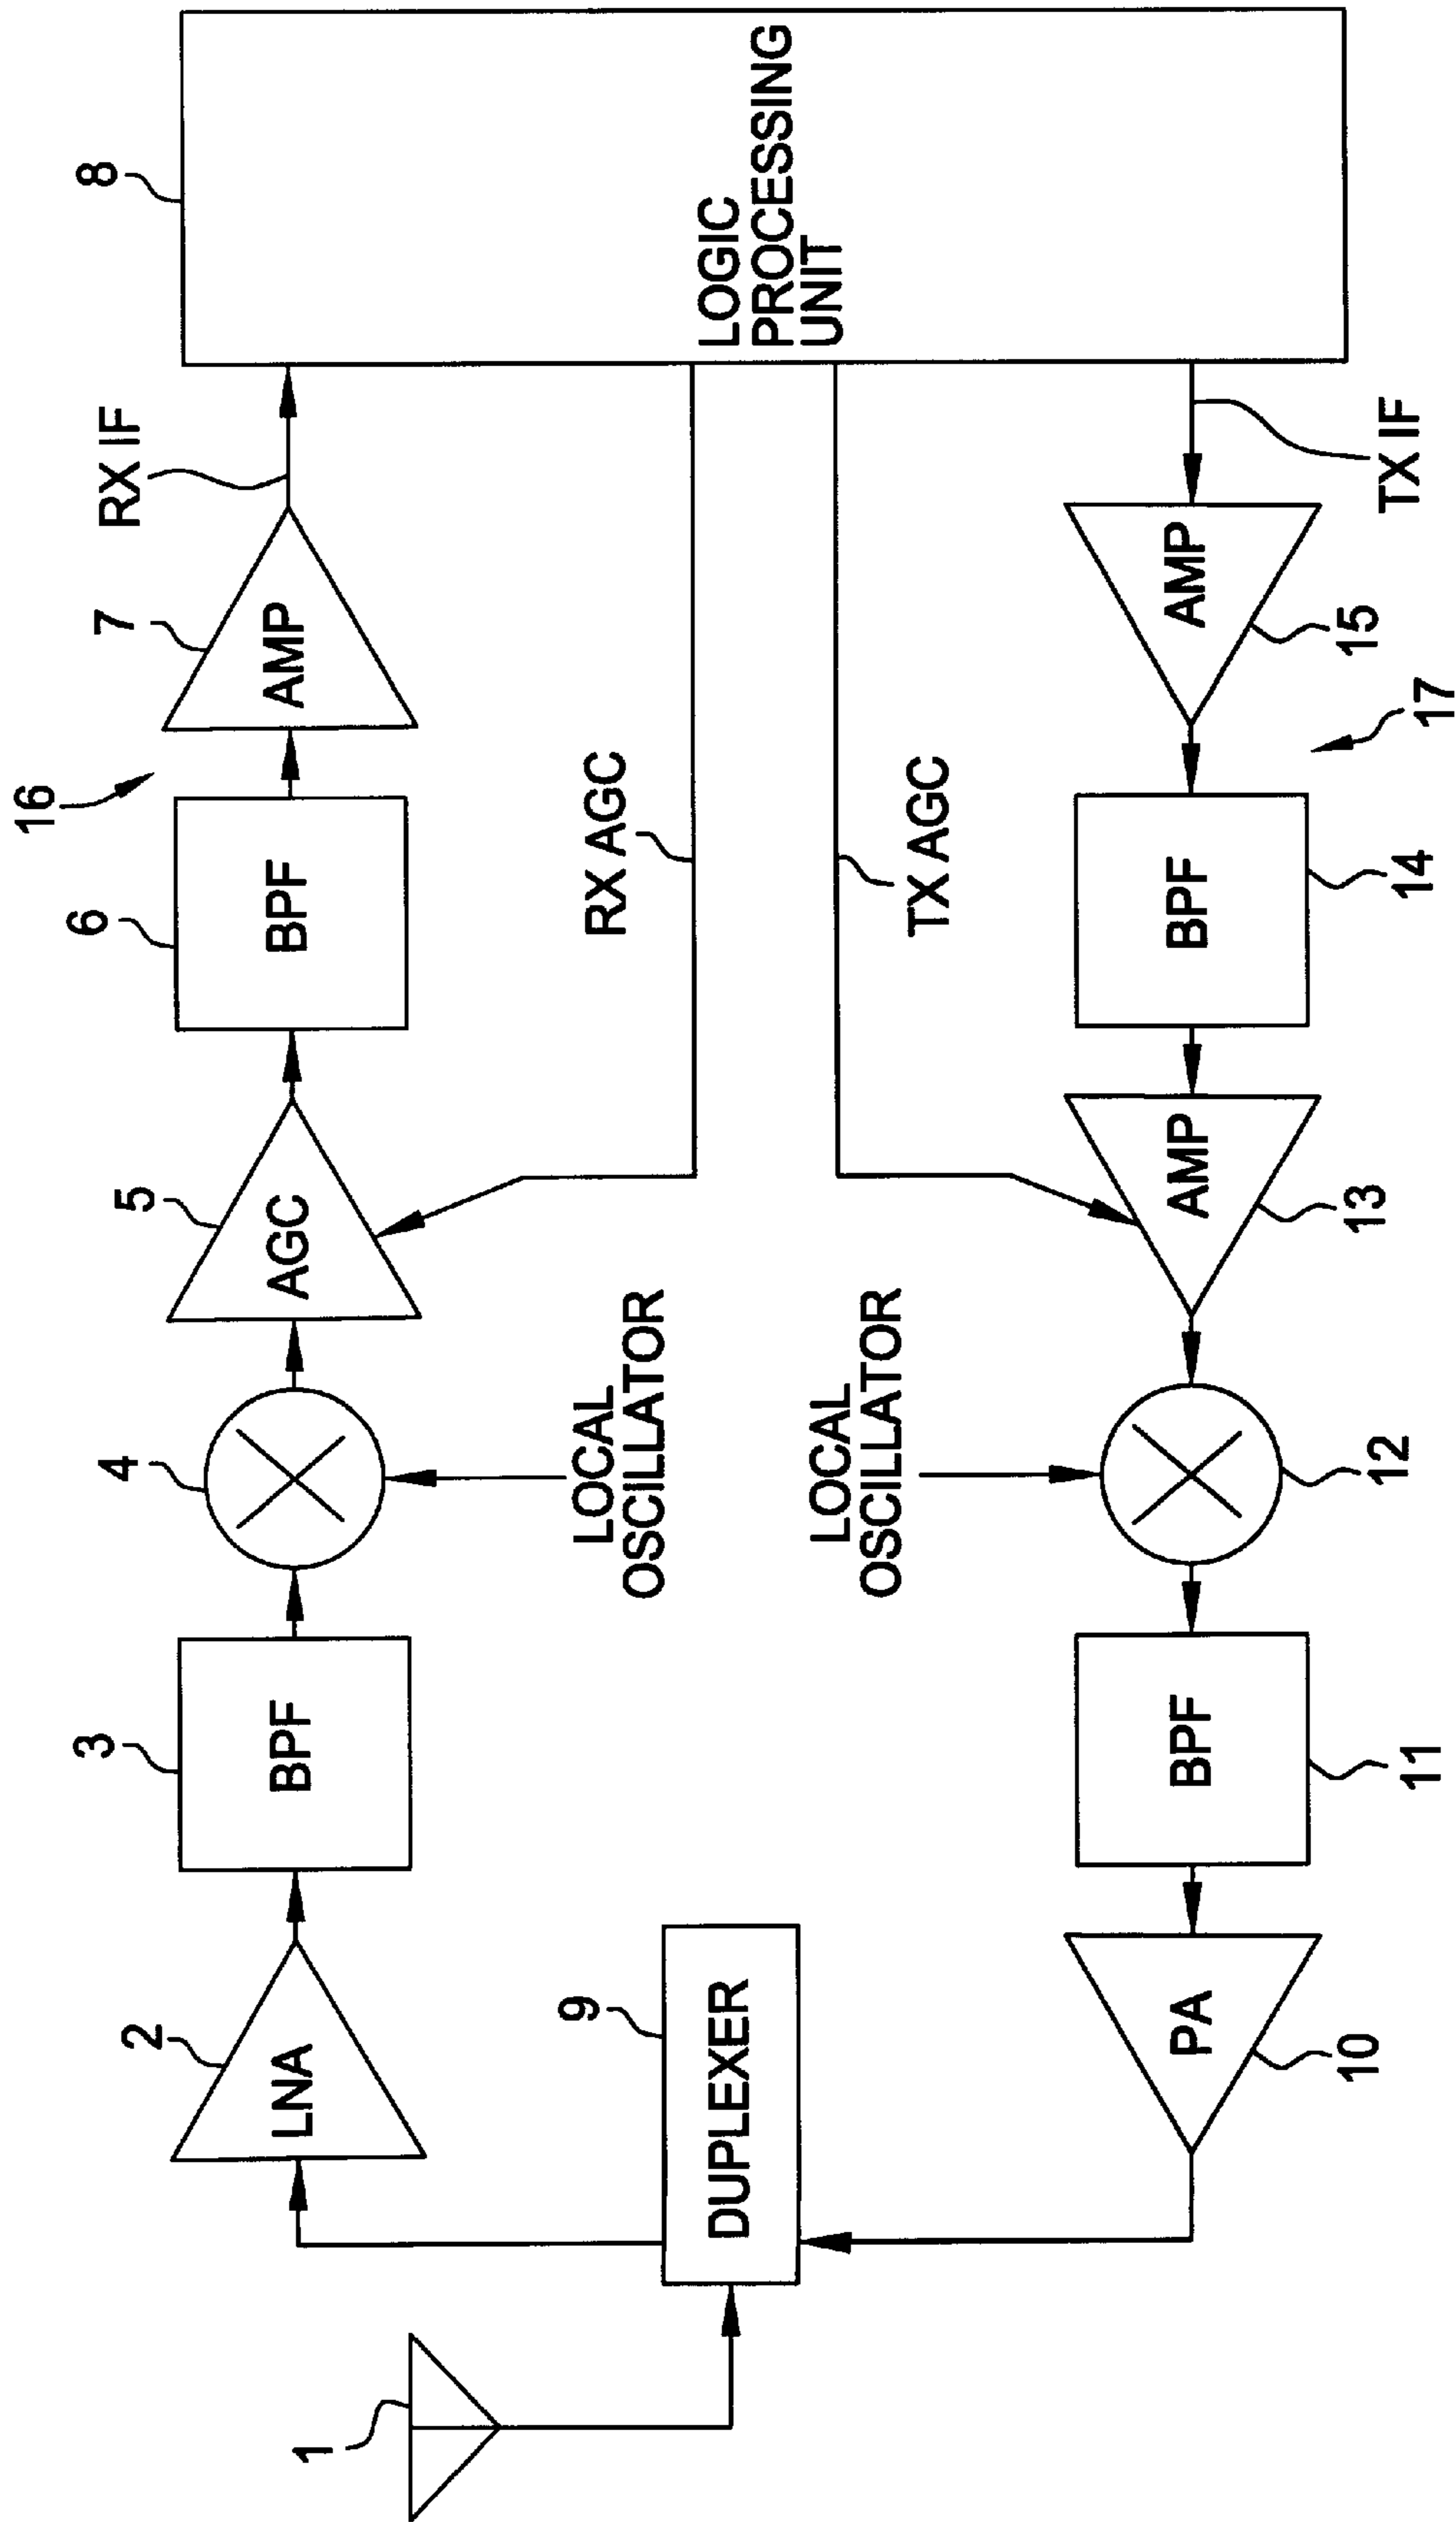 16
1
2
LNA
3
BPF
4
5
AGC
6
BPF
7
AMP
RX IF
8
LOGIC
PROCESSING
UNIT
LOCAL
OSCILLATOR
RX AGC
9
DUPLEXER
LOCAL
OSCILLATOR
TX AGC
PA
10
BPF
11
12
AMP
13
BPF
14
AMP
15
TX IF
17